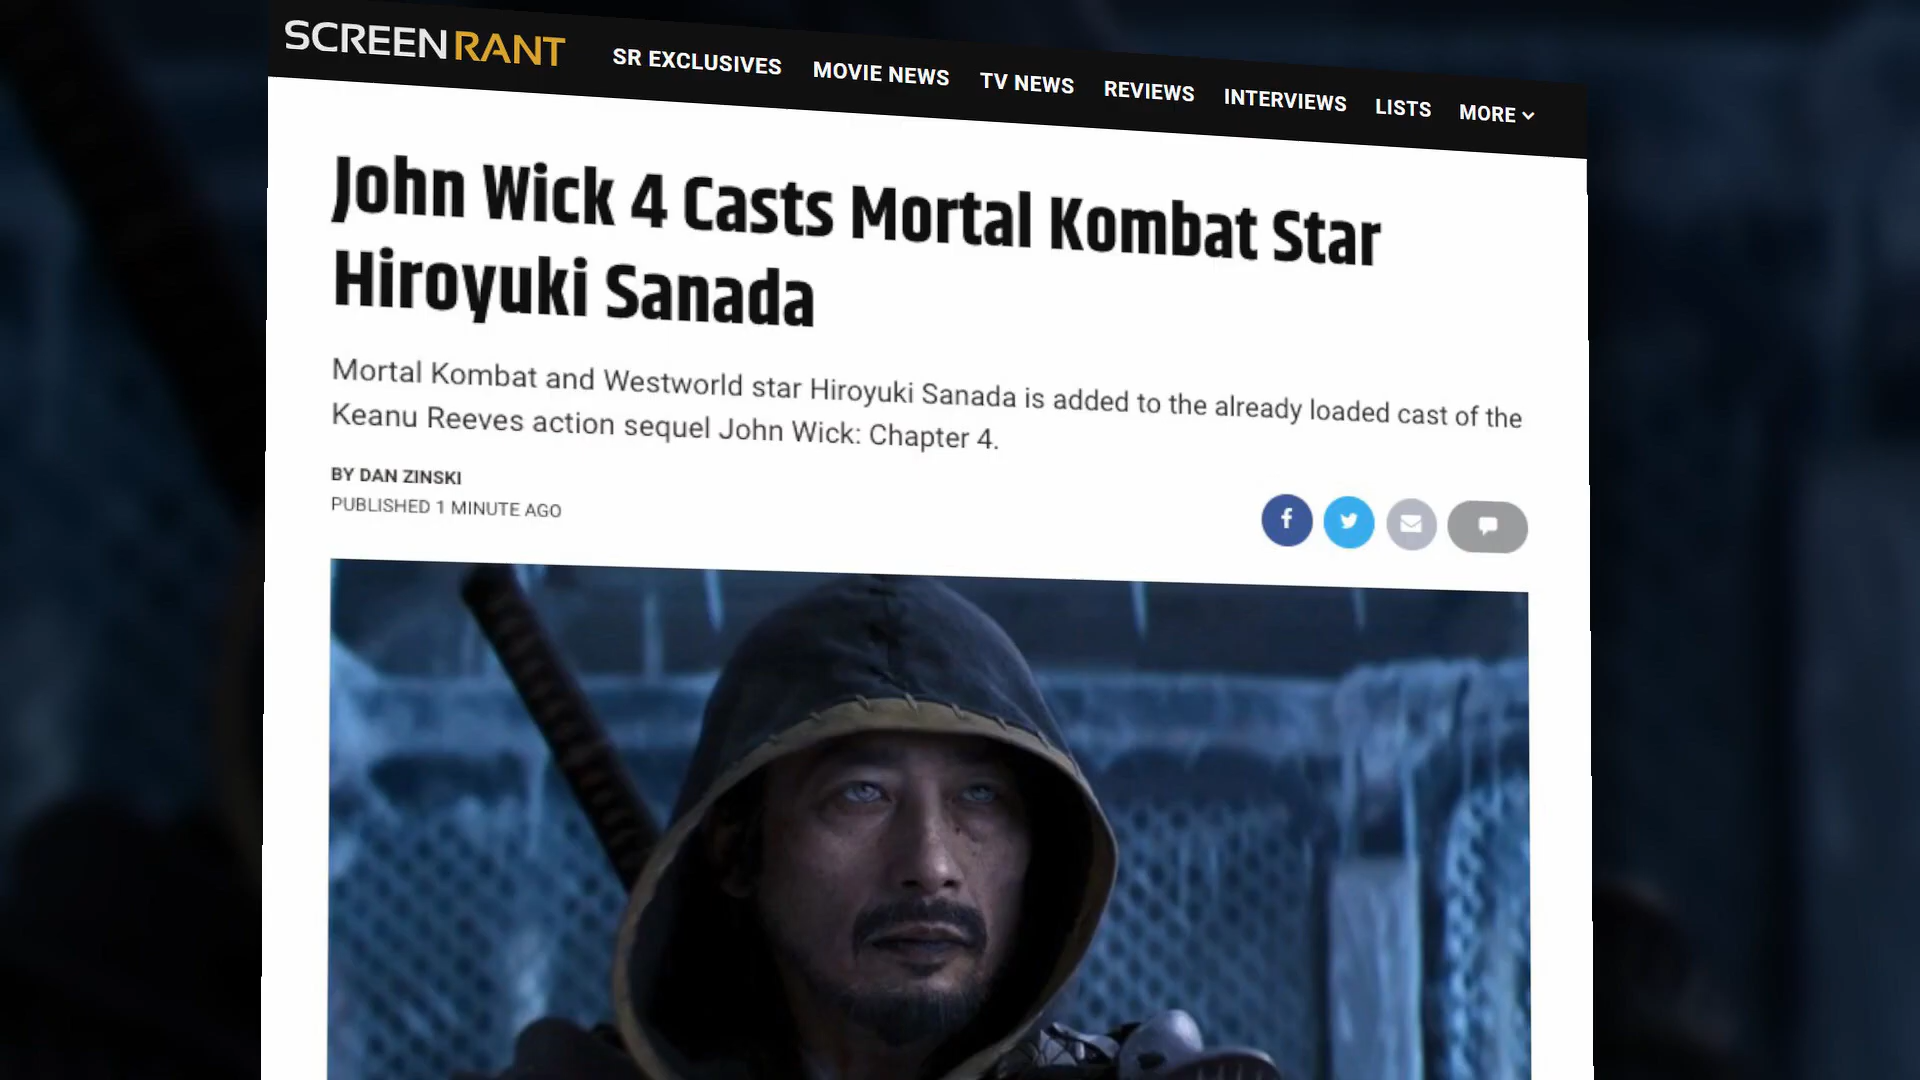 SCREENRANT SR EXCLUSIVES MOVIE NEWS TV NEWS REVIEWS INTERVIEWS LISTS MORE
John Wick 4 Casts Mortal Kombat Star
Hiroyuki Sanada
Mortal Kombat and Westworld star Hiroyuki Sanada is added to the already loaded cast of the
Keanu Reeves action sequel John Wick: Chapter 4.
BY DAN ZINSKI
PUBLISHED 1 MINUTE AGO